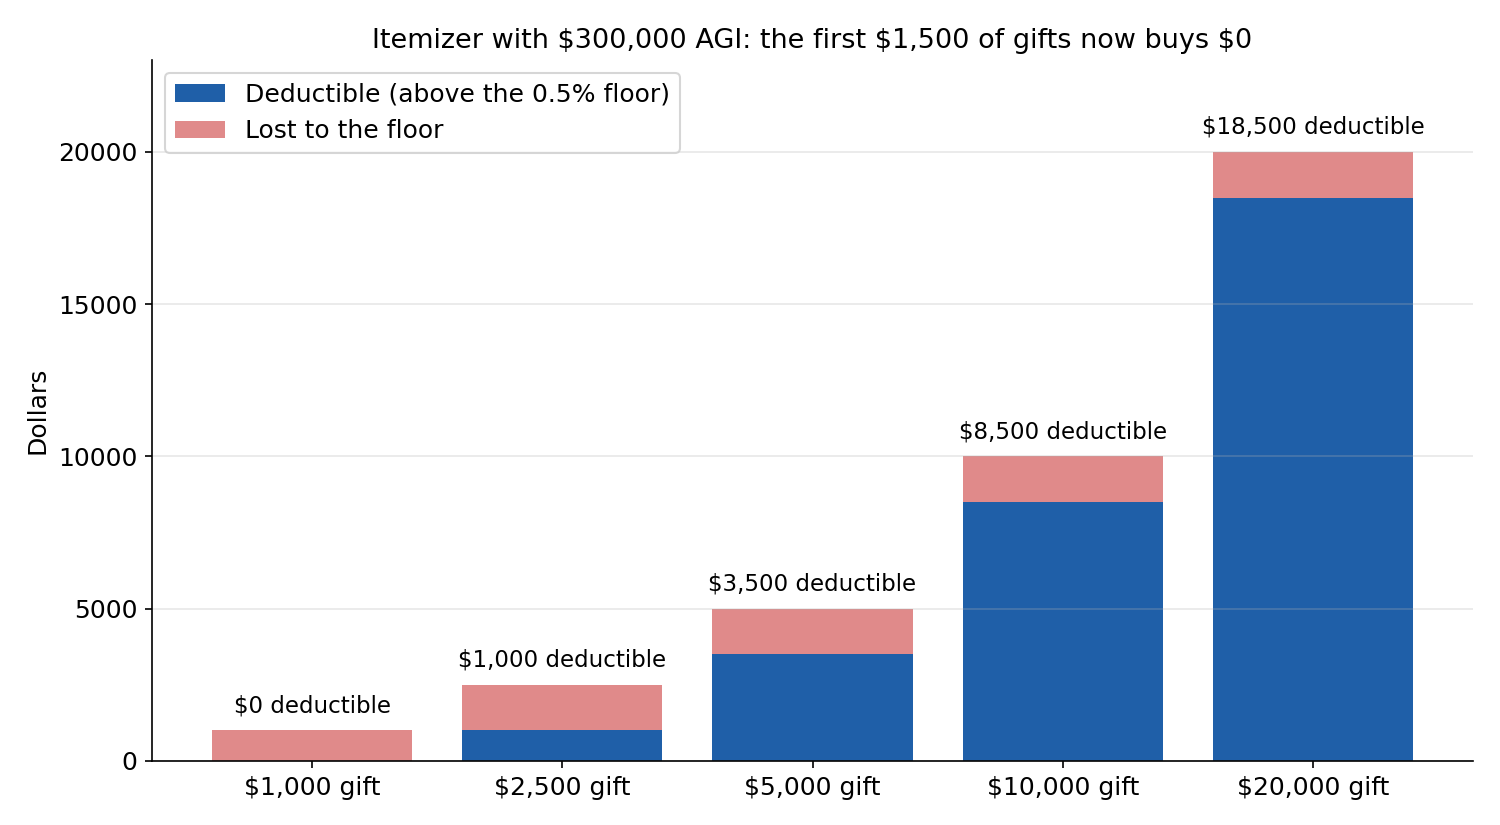 Itemizer with $300,000 AGI: the first $1,500 of gifts now buys $0
Deductible (above the 0.5% floor)
Lost to the floor
Dollars
20000
15000
10000
5000
0
$0 deductible
$1,000 deductible
$3,500 deductible
$8,500 deductible
$18,500 deductible
$1,000 gift
$2,500 gift
$5,000 gift
$10,000 gift
$20,000 gift